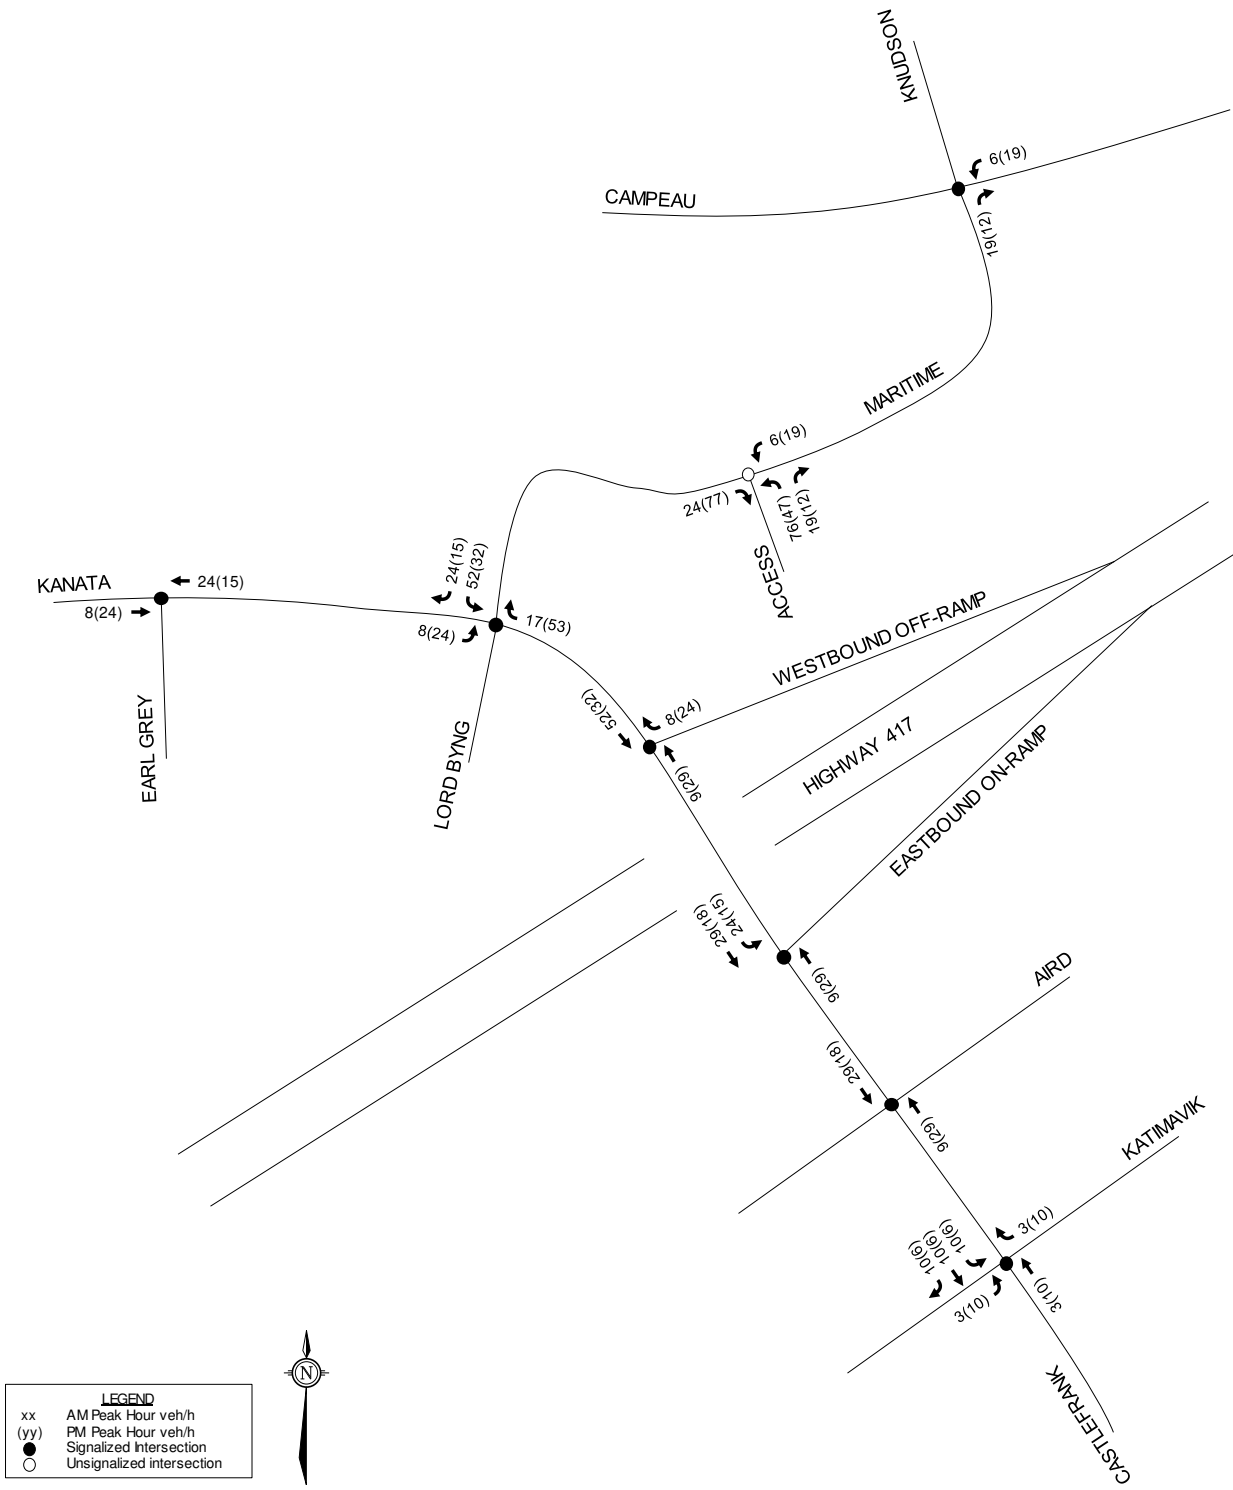 KNUDSON
6(19)
CAMPEAU
19(12)
MARITIME
6(19)
24(77)
76(47)
19(12)
ACCESS
24(15)
52(32)
KANATA
24(15)
8(24)
8(24)
17(53)
WESTBOUND OFF-RAMP
52(32)
8(24)
EARL GREY
LORD BYNG
9(29)
HIGHWAY 417
EASTBOUND ON-RAMP
29(18)
24(15)
9(29)
AIRD
29(18)
9(29)
KATIMAVIK
10(6)
10(6)
10(6)
3(10)
3(10)
3(10)
CASTLEFRANK
N
LEGEND
xx AM Peak Hour veh/h
(yy) PM Peak Hour veh/h
Signalized Intersection
Unsignalized intersection